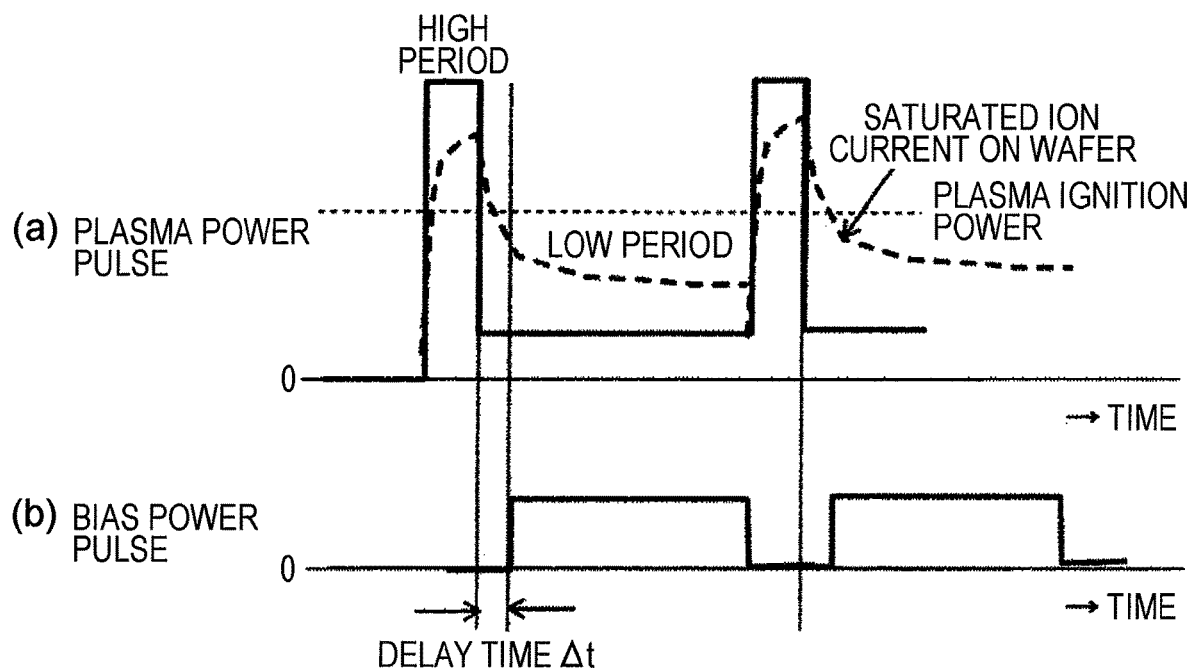 HIGH
PERIOD
SATURATED ION
CURRENT ON WAFER
PLASMA IGNITION
POWER
(a) PLASMA POWER
PULSE
LOW PERIOD
0
→ TIME
(b) BIAS POWER
PULSE
0
→ TIME
DELAY TIME Δt